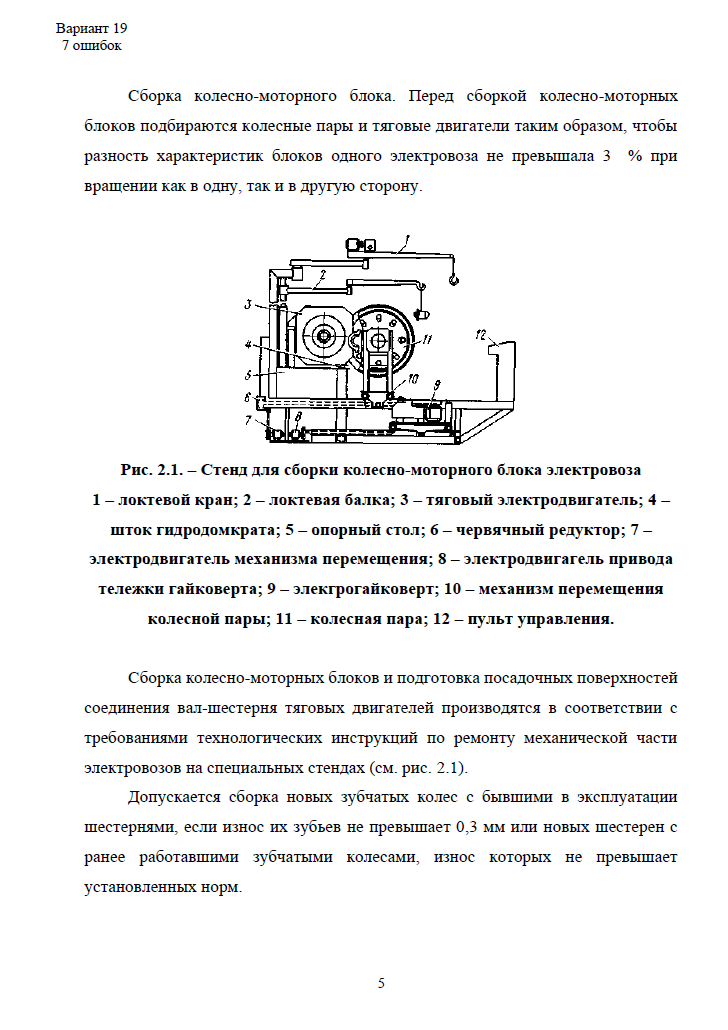 Вариант 19
7 ошибок
Сборка колесно-моторного блока. Перед сборкой колесно-моторных
блоков подбираются колесные пары и тяговые двигатели таким образом, чтобы
разность характеристик блоков одного электровоза не превышала 3 % при
вращении как в одну, так и в другую сторону.
1
2
3
11
12
4
5
10
9
6
7
8
Рис. 2.1. – Стенд для сборки колесно-моторного блока электровоза
1 – локтевой кран; 2 – локтевая балка; 3 – тяговый электродвигатель; 4 –
шток гидродомкрата; 5 – опорный стол; 6 – червячный редуктор; 7 –
электродвигатель механизма перемещения; 8 – электродвигагель привода
тележки гайковерта; 9 – элекгрогайковерт; 10 – механизм перемещения
колесной пары; 11 – колесная пара; 12 – пульт управления.
Сборка колесно-моторных блоков и подготовка посадочных поверхностей
соединения вал-шестерня тяговых двигателей производятся в соответствии с
требованиями технологических инструкций по ремонту механической части
электровозов на специальных стендах (см. рис. 2.1).
Допускается сборка новых зубчатых колес с бывшими в эксплуатации
шестернями, если износ их зубьев не превышает 0,3 мм или новых шестерен с
ранее работавшими зубчатыми колесами, износ которых не превышает
установленных норм.
5